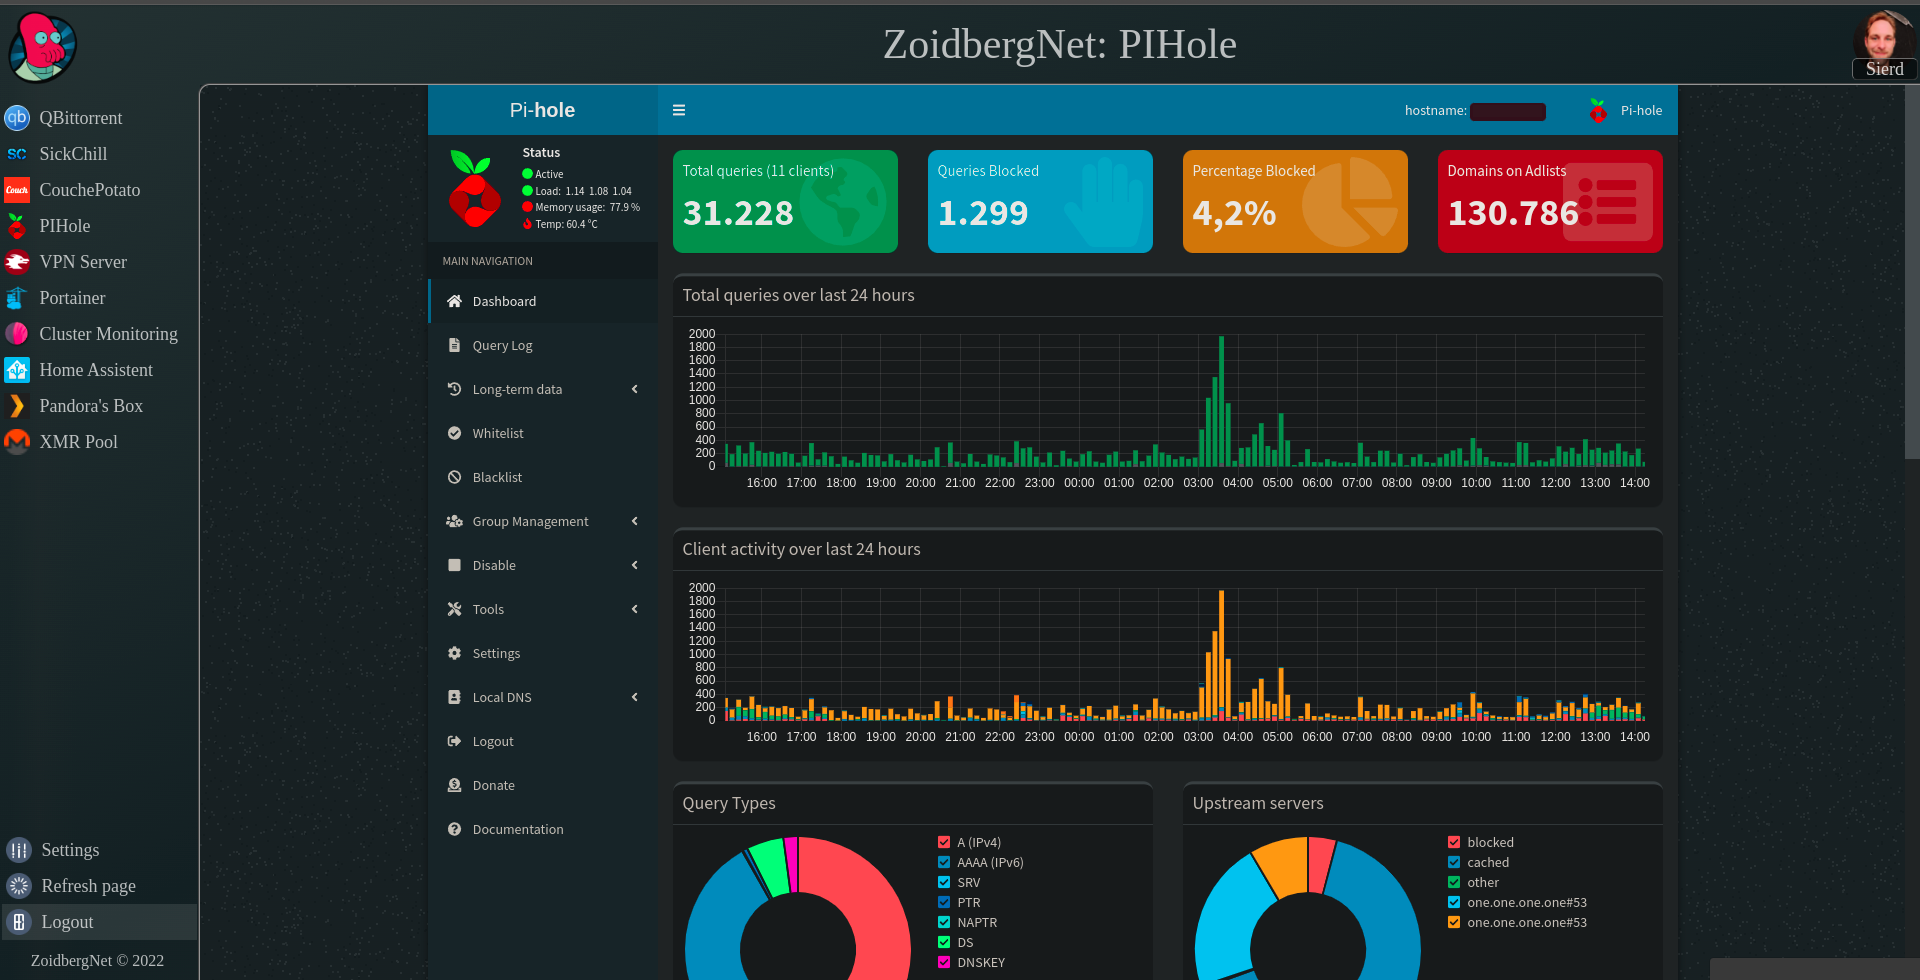 ZoidbergNet: PIHole
Sierd
QBittorrent
SickChill
CouchePotato
PIHole
VPN Server
Portainer
Cluster Monitoring
Home Assistent
Pandora's Box
XMR Pool
Settings
Refresh page
Logout
ZoidbergNet © 2022
qb
SC
Couch
Pi-hole
hostname:
Pi-hole
Status
Active
Load: 1.14 1.08 1.04
Memory usage: 77.9 %
Temp: 60.4 °C
MAIN NAVIGATION
Dashboard
Query Log
Long-term data
Whitelist
Blacklist
Group Management
Disable
Tools
Settings
Local DNS
Logout
Donate
Documentation
Total queries (11 clients)
31.228
Queries Blocked
1.299
Percentage Blocked
4,2%
Domains on Adlists
130.786
Total queries over last 24 hours
2000
1800
1600
1400
1200
1000
800
600
400
200
0
16:00 17:00 18:00 19:00 20:00 21:00 22:00 23:00 00:00 01:00 02:00 03:00 04:00 05:00 06:00 07:00 08:00 09:00 10:00 11:00 12:00 13:00 14:00
Client activity over last 24 hours
2000
1800
1600
1400
1200
1000
800
600
400
200
0
16:00 17:00 18:00 19:00 20:00 21:00 22:00 23:00 00:00 01:00 02:00 03:00 04:00 05:00 06:00 07:00 08:00 09:00 10:00 11:00 12:00 13:00 14:00
Query Types
A (IPv4)
AAAA (IPv6)
SRV
PTR
NAPTR
DS
DNSKEY
Upstream servers
blocked
cached
other
one.one.one.one#53
one.one.one.one#53